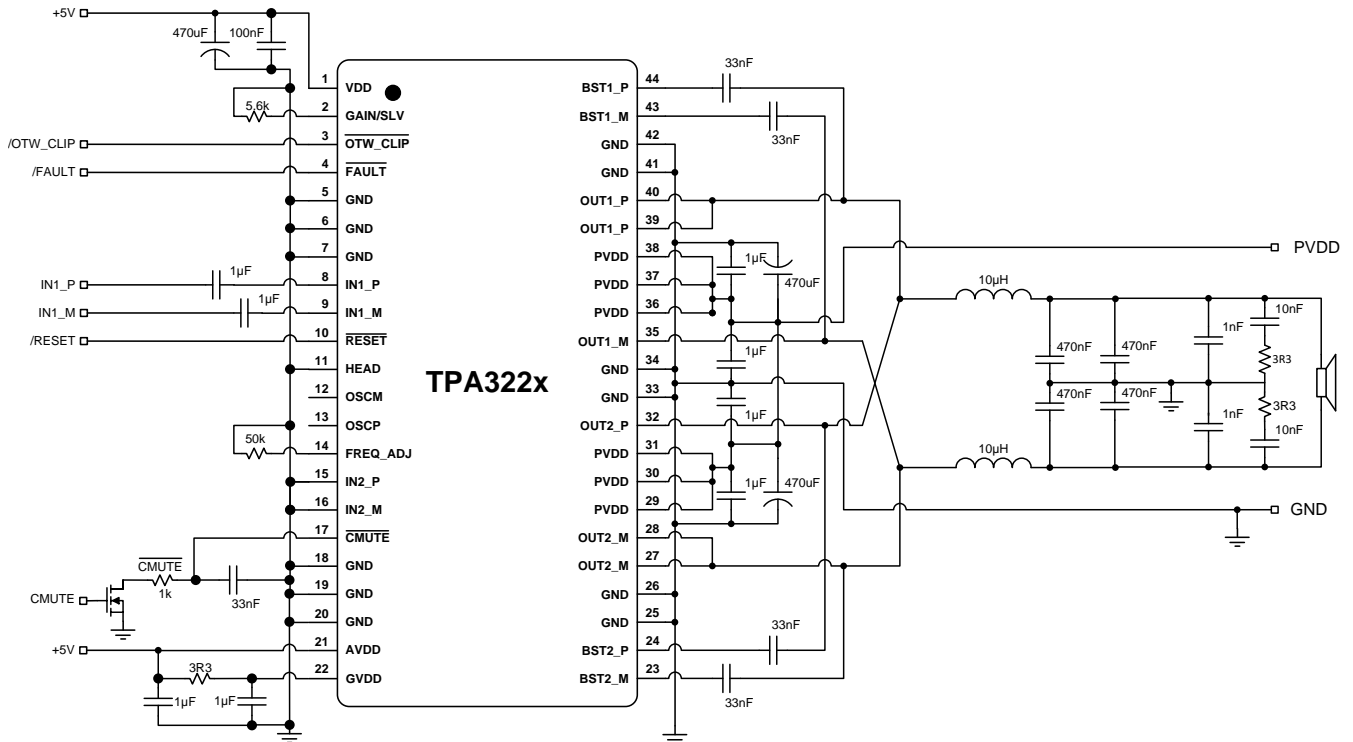 +5V
470uF
100nF
5.6k
/OTW_CLIP
/FAULT
1µF
IN1_P
1µF
IN1_M
/RESET
50k
CMUTE
1k
33nF
CMUTE
+5V
3R3
1µF
1µF
1 VDD
2 GAIN/SLV
3 OTW_CLIP
4 FAULT
5 GND
6 GND
7 GND
8 IN1_P
9 IN1_M
10 RESET
11 HEAD
12 OSCM
13 OSCP
14 FREQ_ADJ
15 IN2_P
16 IN2_M
17 CMUTE
18 GND
19 GND
20 GND
21 AVDD
22 GVDD
TPA322x
BST1_P 44
BST1_M 43
GND 42
GND 41
OUT1_P 40
OUT1_P 39
PVDD 38
PVDD 37
PVDD 36
OUT1_M 35
GND 34
GND 33
OUT2_P 32
PVDD 31
PVDD 30
PVDD 29
OUT2_M 28
OUT2_M 27
GND 26
GND 25
BST2_P 24
BST2_M 23
33nF
33nF
1µF
470uF
1µF
1µF
1µF
470uF
33nF
33nF
PVDD
10µH
470nF
470nF
1nF
10nF
3R3
470nF
470nF
1nF
3R3
10nF
10µH
GND